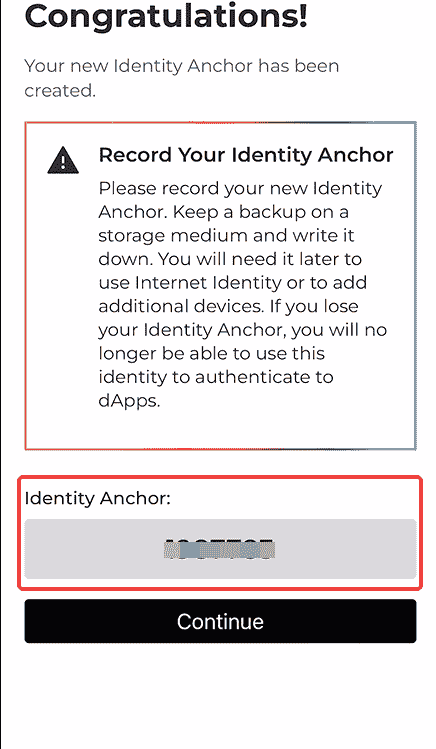 Congratulations!
Your new Identity Anchor has been
created.
Record Your Identity Anchor
Please record your new Identity
Anchor. Keep a backup on a
storage medium and write it
down. You will need it later to
use Internet Identity or to add
additional devices. If you lose
your Identity Anchor, you will no
longer be able to use this
identity to authenticate to
dApps.
Identity Anchor:
Continue